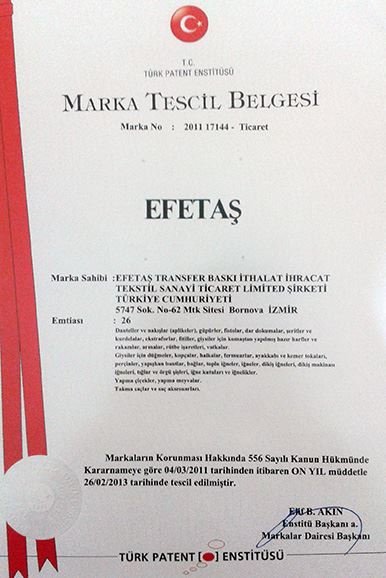 T.C.
TÜRK PATENT ENSTİTÜSÜ
MARKA TESCİL BELGESİ
Marka No : 2011 17144 - Ticaret
EFETAŞ
Marka Sahibi :EFETAŞ TRANSFER BASKI İTHALAT İHRACAT
TEKSTİL SANAYİ TİCARET LİMİTED ŞİRKETİ
TÜRKİYE CUMHURİYETİ
5747 Sok. No-62 Mtk Sitesi Bornova İZMİR
Emtiası : 26
Danteller ve nakışlar (aplikeler), güpürler, fistolar, dar dokumalar, şeritler ve
kurdelalar, ekstraforlar, fitiller, giysiler için kumaştan yapılmış hazır harfler ve
rakamlar, armalar, rütbe işaretleri, vatkalar.
Giysiler için düğmeler, kopçalar, halkalar, fermuarlar, ayakkabı ve kemer tokaları,
perçinler, yapışkan bantlar, bağlar, toplu iğneler, iğneler, dikiş iğneleri, dikiş makinası
iğneleri, tığlar ve örgü şişleri, iğne kutuları ve iğnelikler.
Yapma çiçekler, yapma meyvalar.
Takma saçlar ve saç aksesuarları.
Markaların Korunması Hakkında 556 Sayılı Kanun Hükmünde
Kararnameye göre 04/03/2011 tarihinden itibaren ON YIL müddetle
26/02/2013 tarihinde tescil edilmiştir.
Elif B. AKIN
Enstitü Başkanı a.
Markalar Dairesi Başkanı
TÜRK PATENT ENSTİTÜSÜ